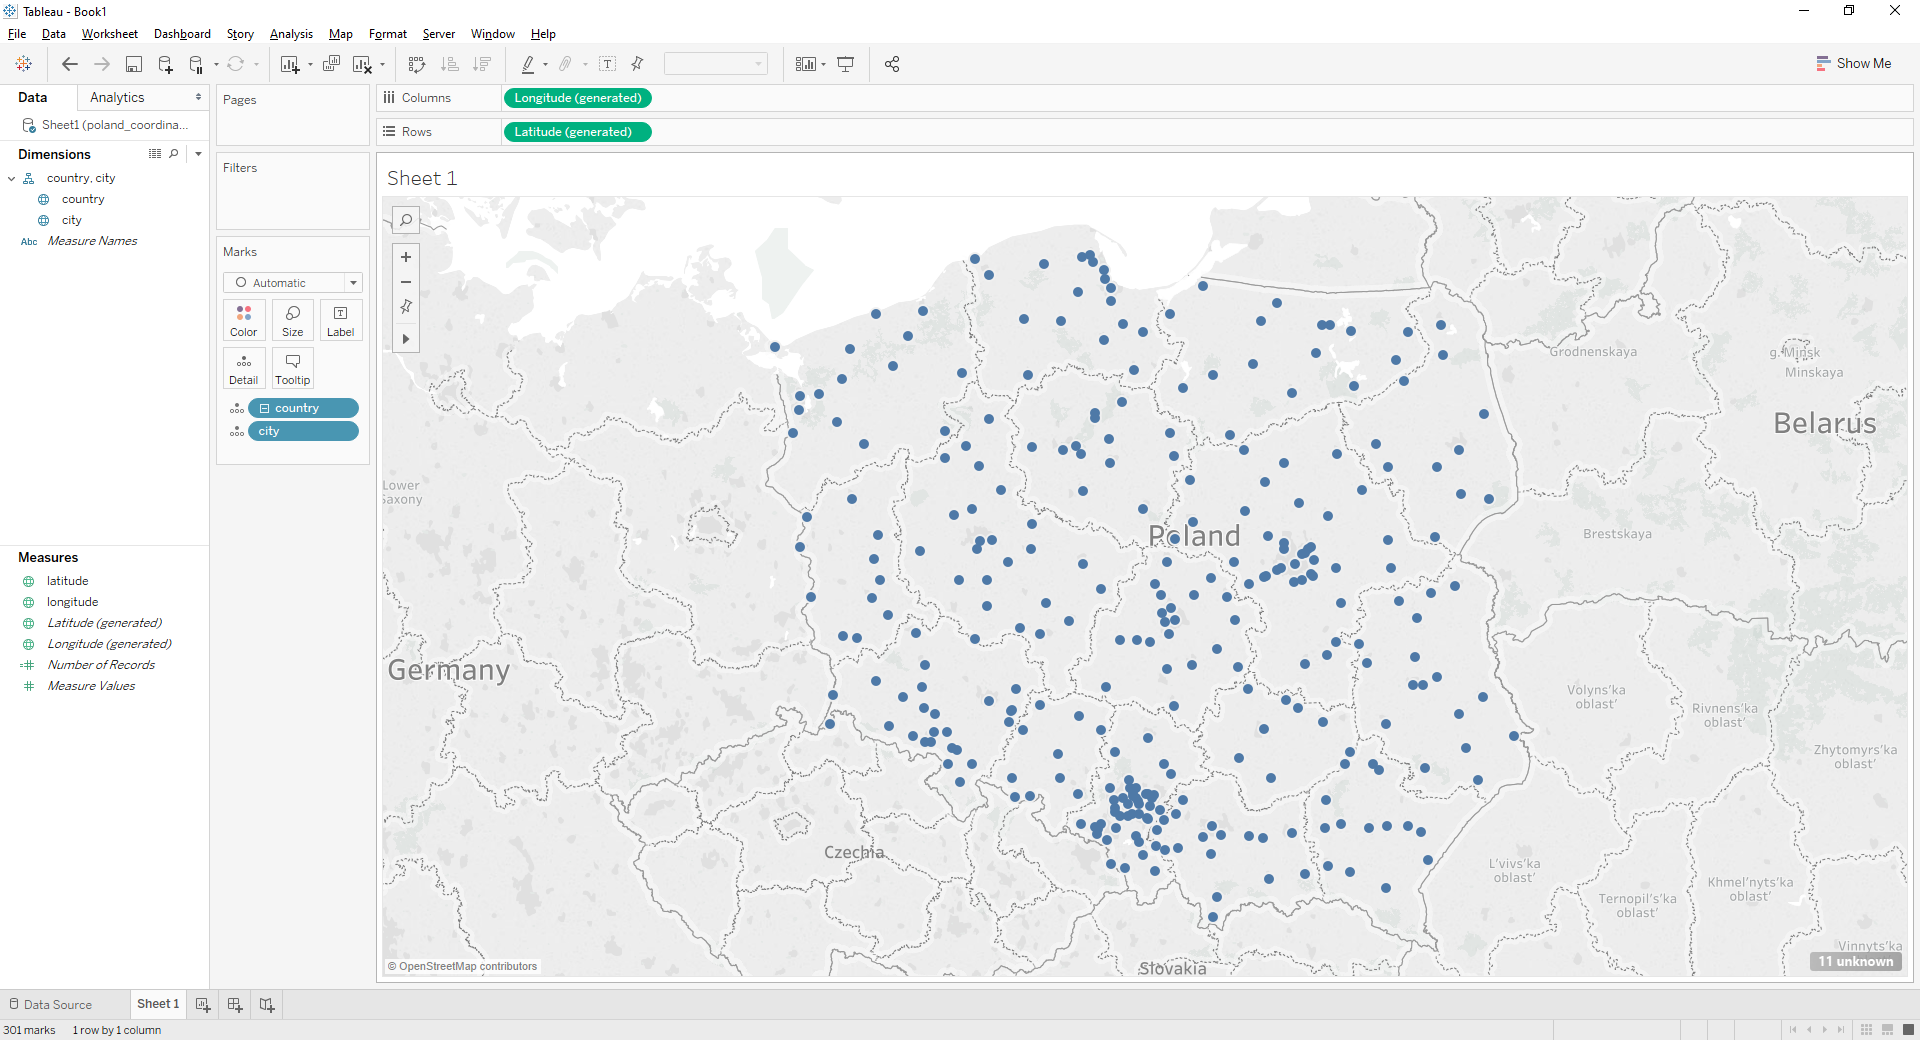 Tableau - Book1
File Data Worksheet Dashboard Story Analysis Map Format Server Window Help
Show Me
Data Analytics
Sheet1 (poland_coordina...
Dimensions
country, city
country
city
Abc Measure Names
Measures
latitude
longitude
Latitude (generated)
Longitude (generated)
Number of Records
Measure Values
Pages
Filters
Marks
Automatic
Color Size Label
Detail Tooltip
country
city
Columns Longitude (generated)
Rows Latitude (generated)
Sheet 1
Grodnenskaya
g. Minsk
Minskaya
Belarus
Lower
Saxony
Poland
Brestskaya
Germany
Volyns'ka
oblast'
Rivnens'ka
oblast'
Zhytomyrs'ka
oblast'
Czechia
L'vivs'ka
oblast'
Khmel'nyts'ka
oblast'
Ternopil's'ka
oblast'
Vinnyts'ka
Slovakia
© OpenStreetMap contributors
11 unknown
Data Source Sheet 1
301 marks 1 row by 1 column